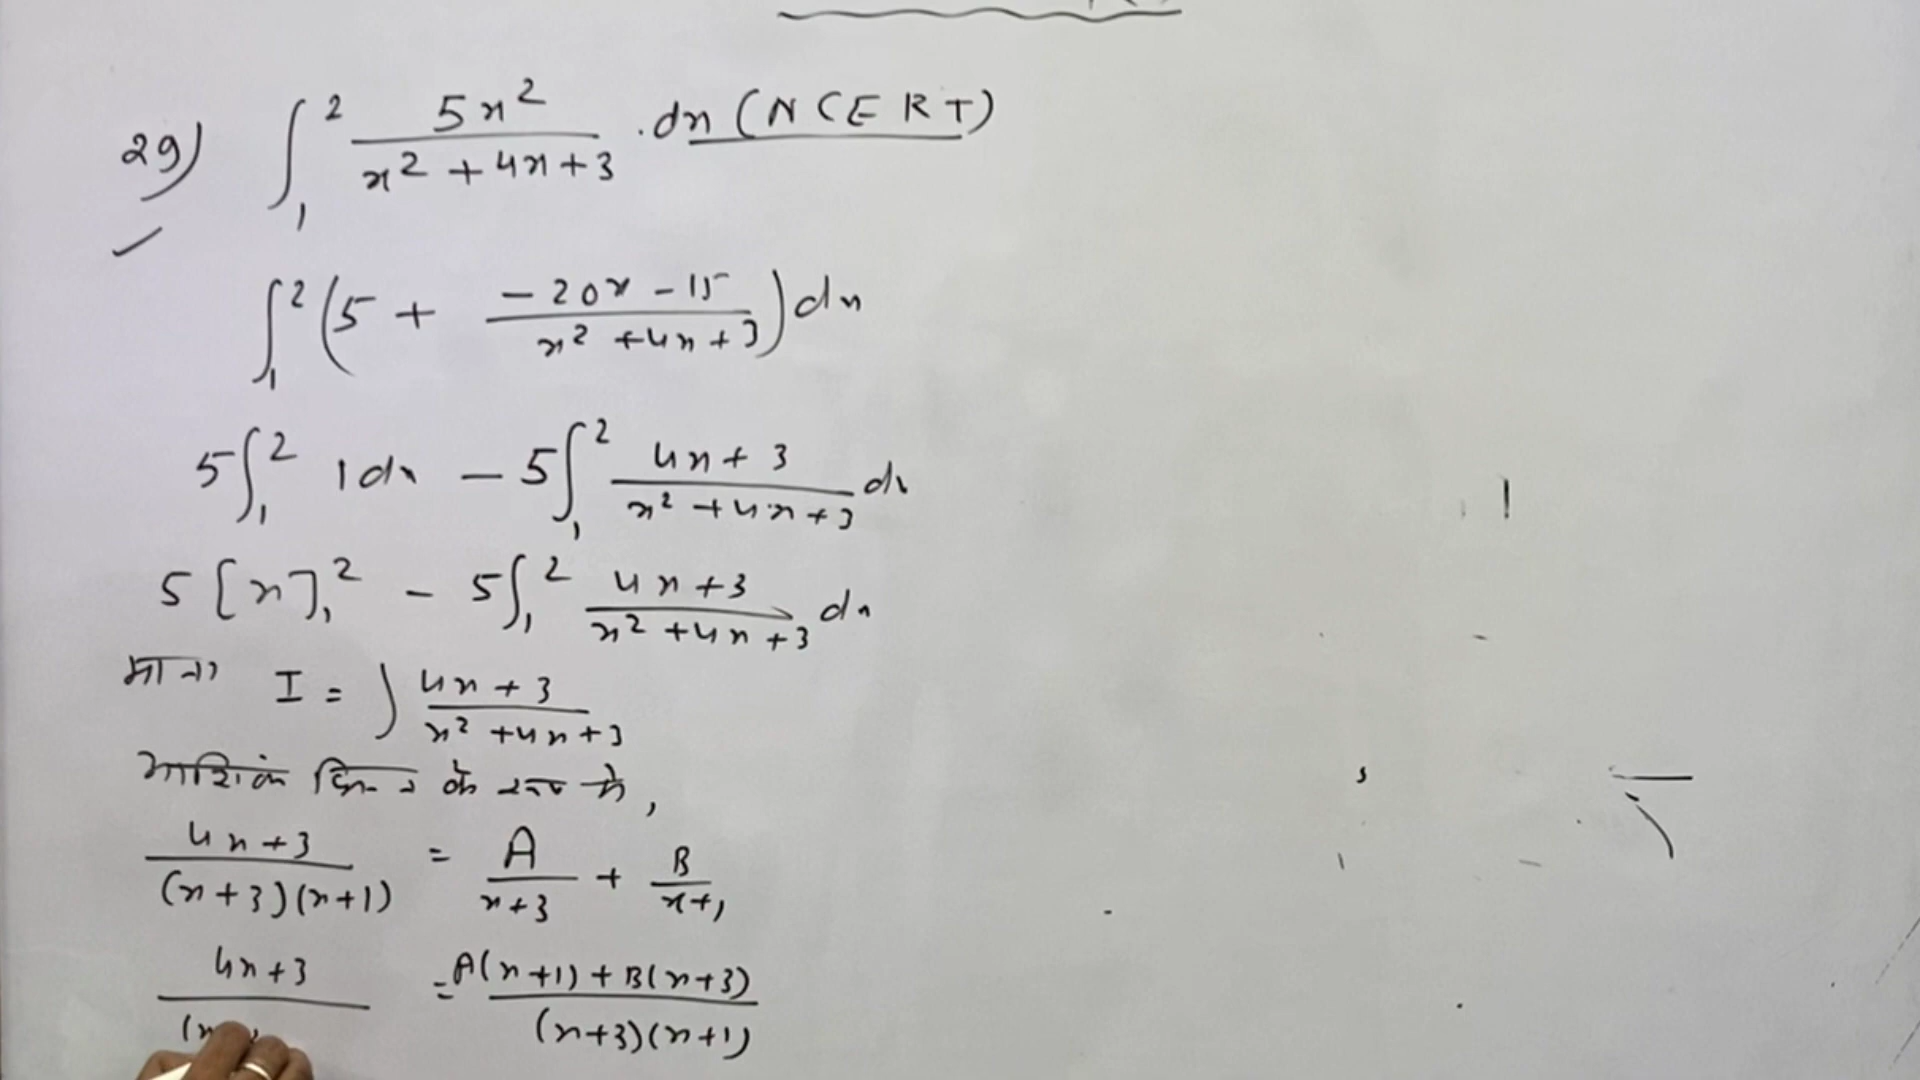 29) ∫₁² 5x² / (x² + 4x + 3) . dx (NCERT)
∫₁² (5 + (-20x - 15) / (x² + 4x + 3)) dx
5∫₁² 1dx - 5∫₁² (4x + 3) / (x² + 4x + 3) dx
5[x]₁² - 5∫₁² (4x + 3) / (x² + 4x + 3) dx
माना I = ∫ (4x + 3) / (x² + 4x + 3)
आशिक भिन्न के रूप में,
(4x + 3) / ((x + 3)(x + 1)) = A / (x + 3) + B / (x + 1)
(4x + 3) / (x = (A(x + 1) + B(x + 3)) / ((x + 3)(x + 1))